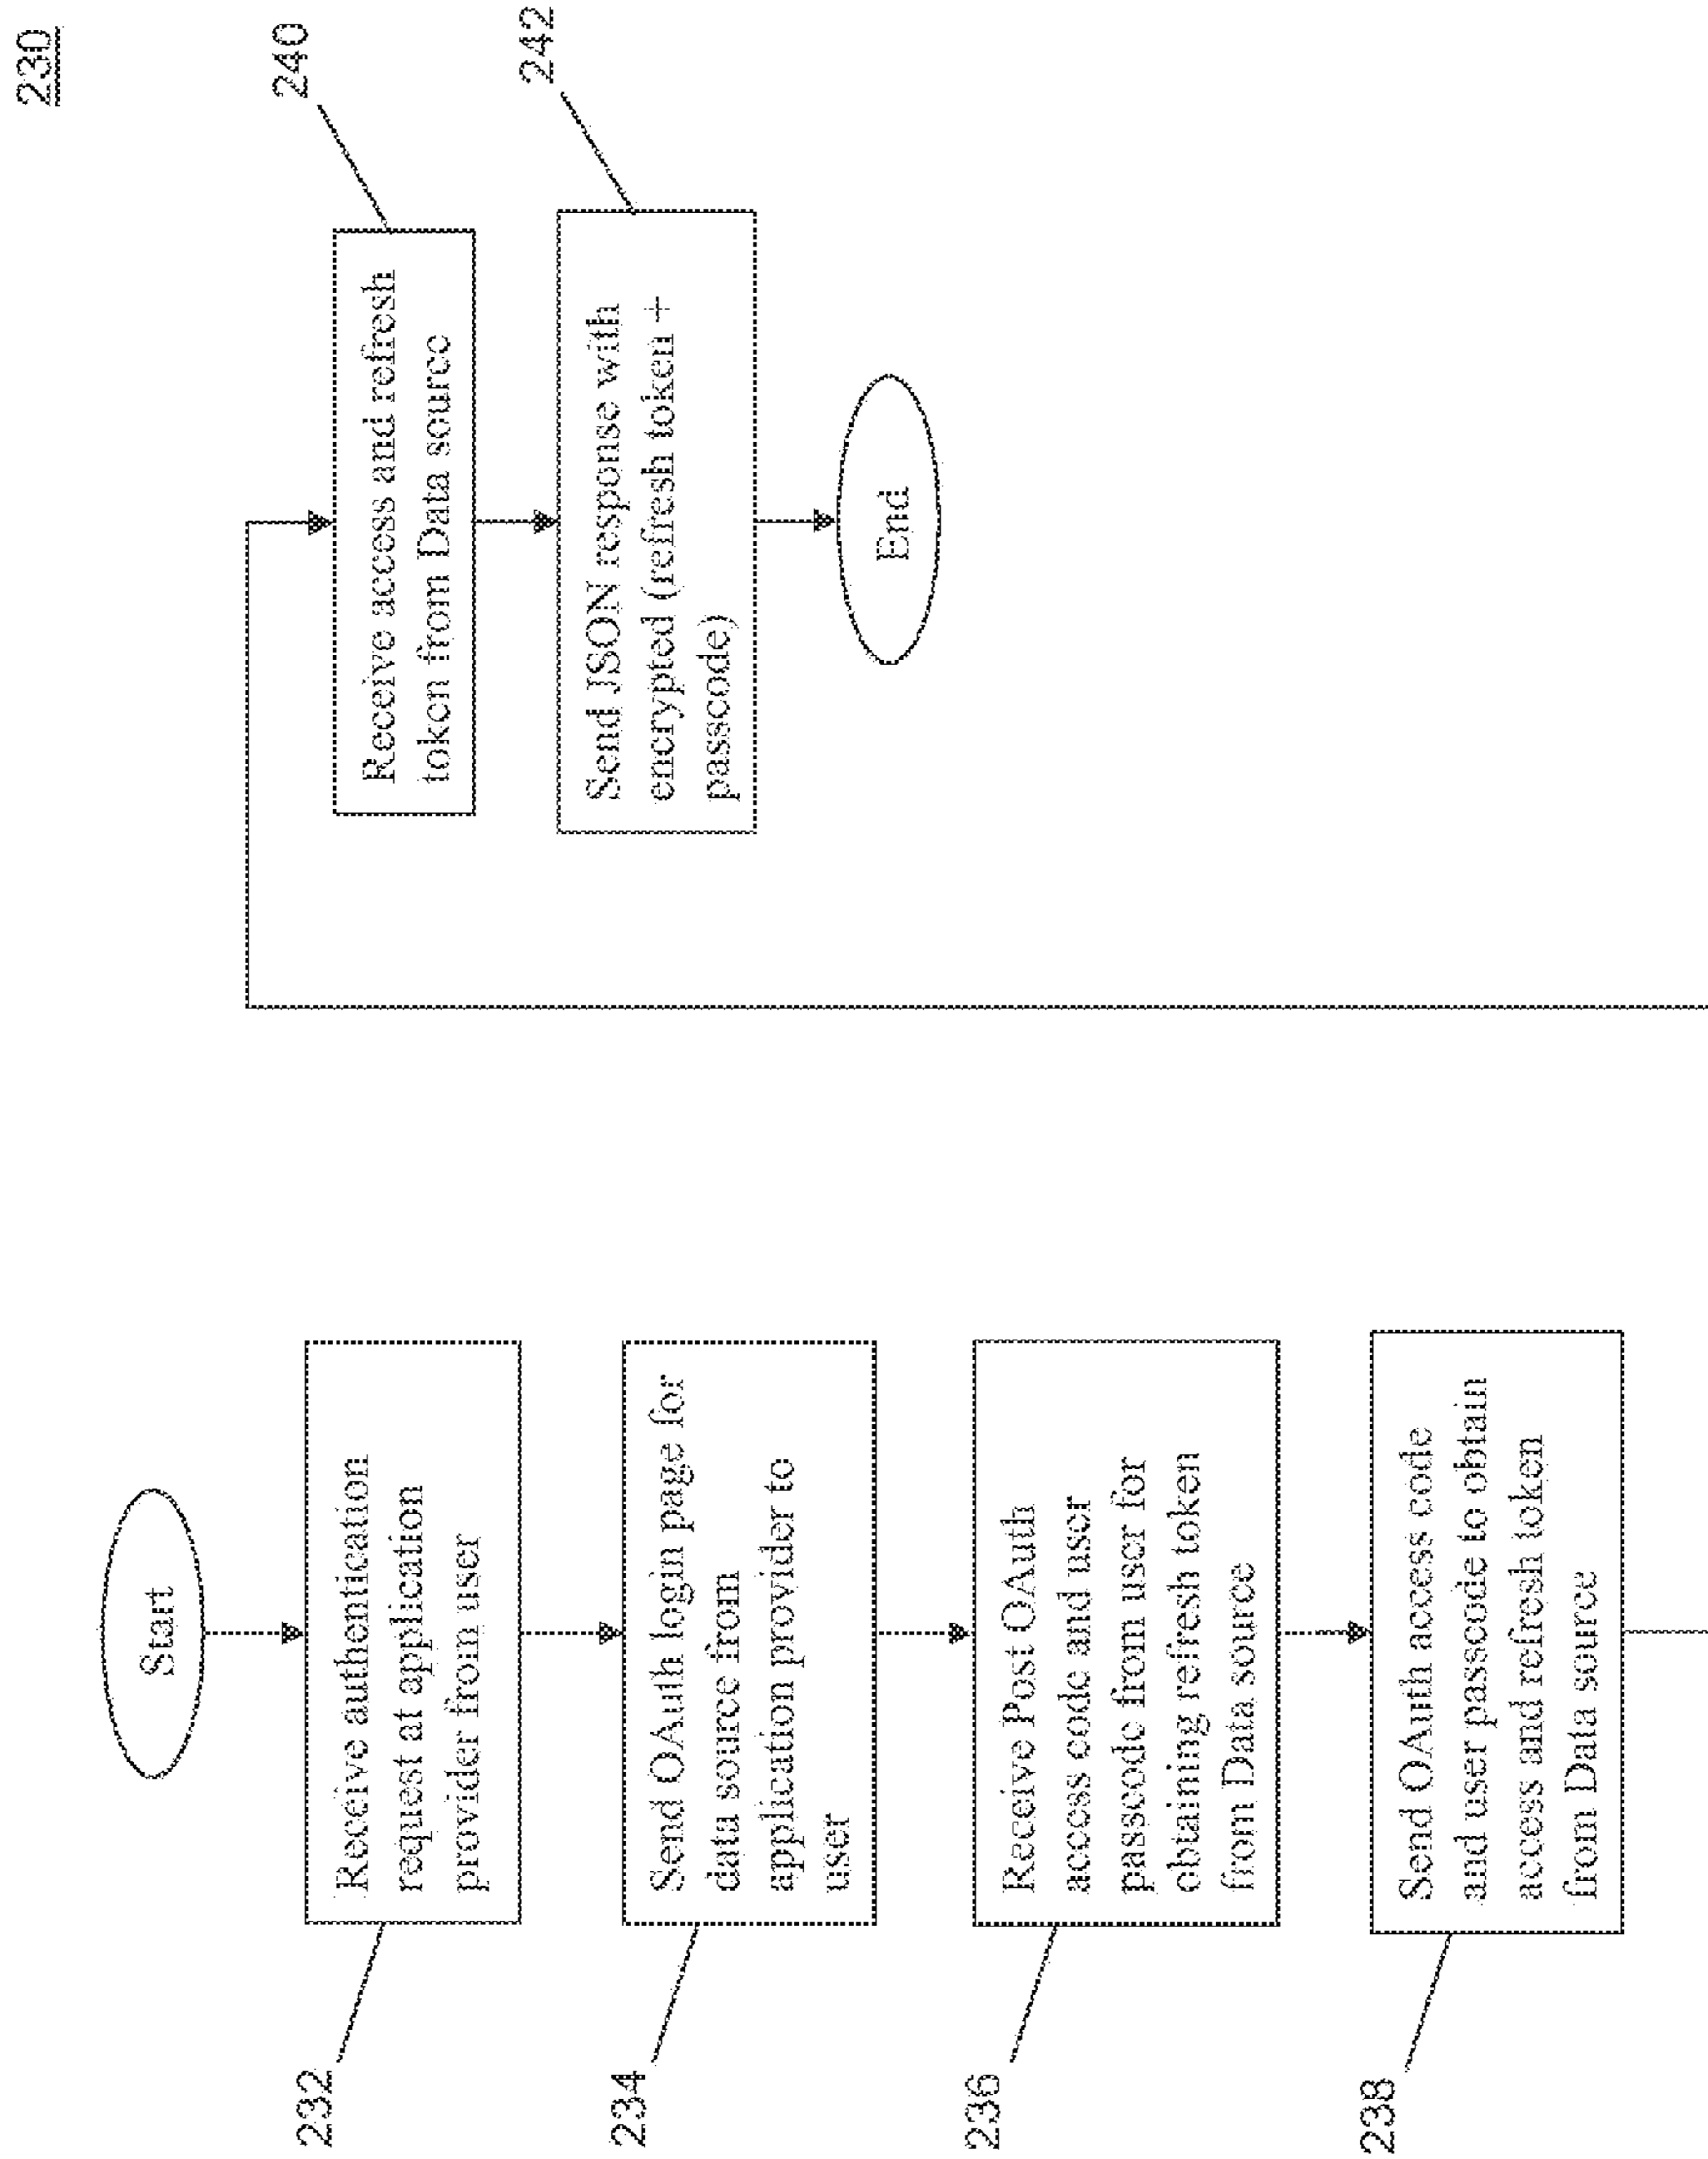 230
Start
232
Receive authentication
request at application
provider from user
234
Send OAuth login page for
data source from
application provider to
user
236
Receive Post OAuth
access code and user
passcode from user for
obtaining refresh token
from Data source
238
Send OAuth access code
and user passcode to obtain
access and refresh token
from Data source
240
Receive access and refresh
token from Data source
242
Send JSON response with
encrypted (refresh token +
passcode)
End